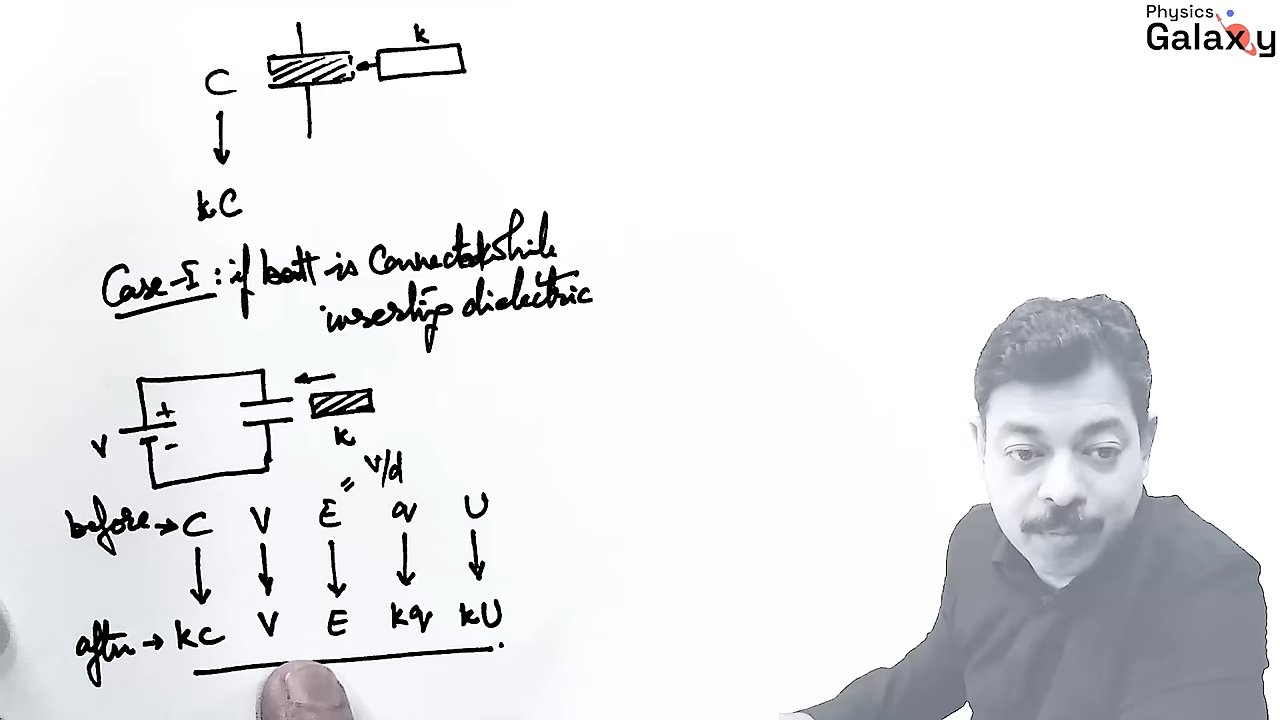 Physics
Galaxy
k
C
kC
Case-I : if batt is connected while
inserting dielectric
+
V
-
k
= V/d
before → C V E q U
after → kC V E kq kU